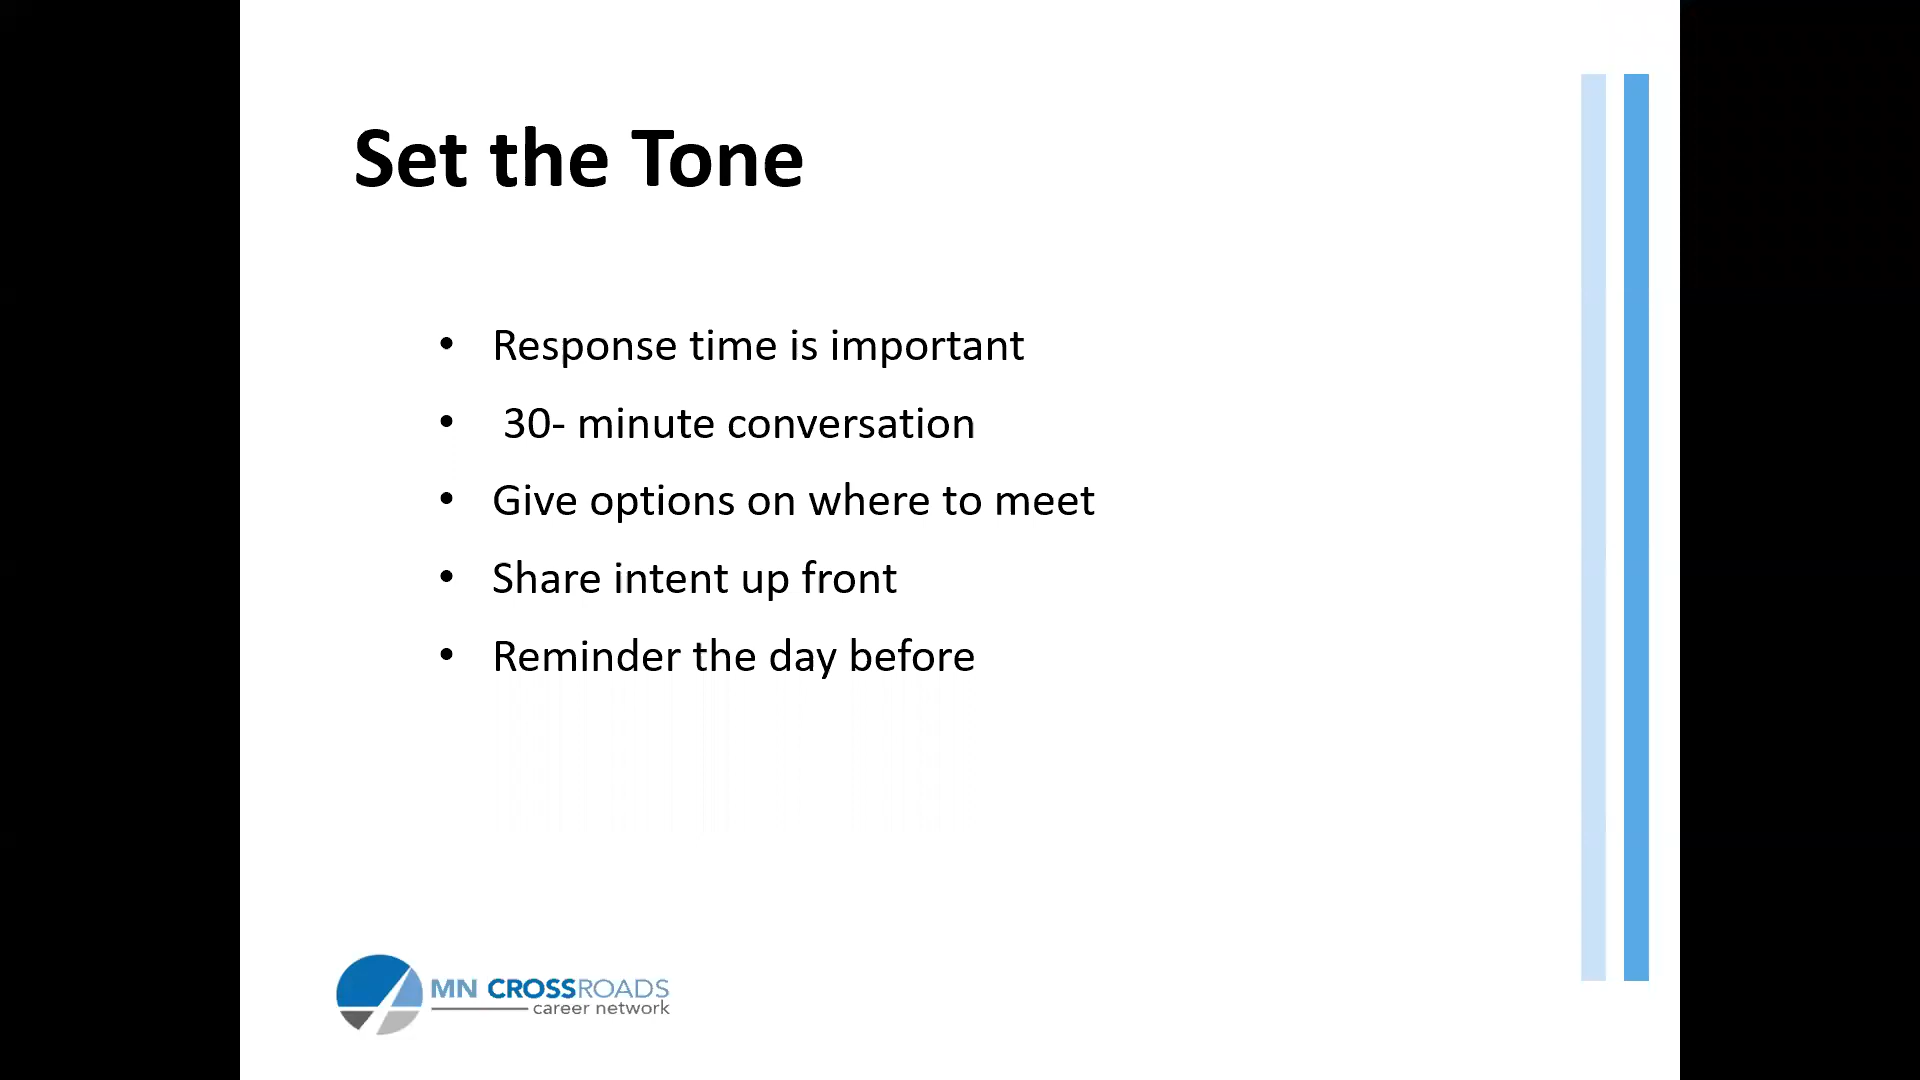 Set the Tone
• Response time is important
• 30- minute conversation
• Give options on where to meet
• Share intent up front
• Reminder the day before
MN CROSSROADS
career network